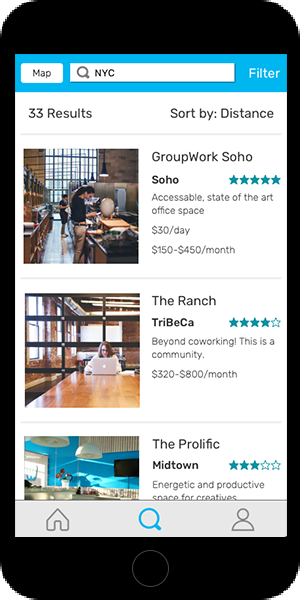 Map
NYC
Filter
33 Results
Sort by: Distance
GroupWork Soho
Soho
Accessable, state of the art
office space
$30/day
$150-$450/month
The Ranch
TriBeCa
Beyond coworking! This is a
community.
$320-$800/month
The Prolific
Midtown
Energetic and productive
space for creatives